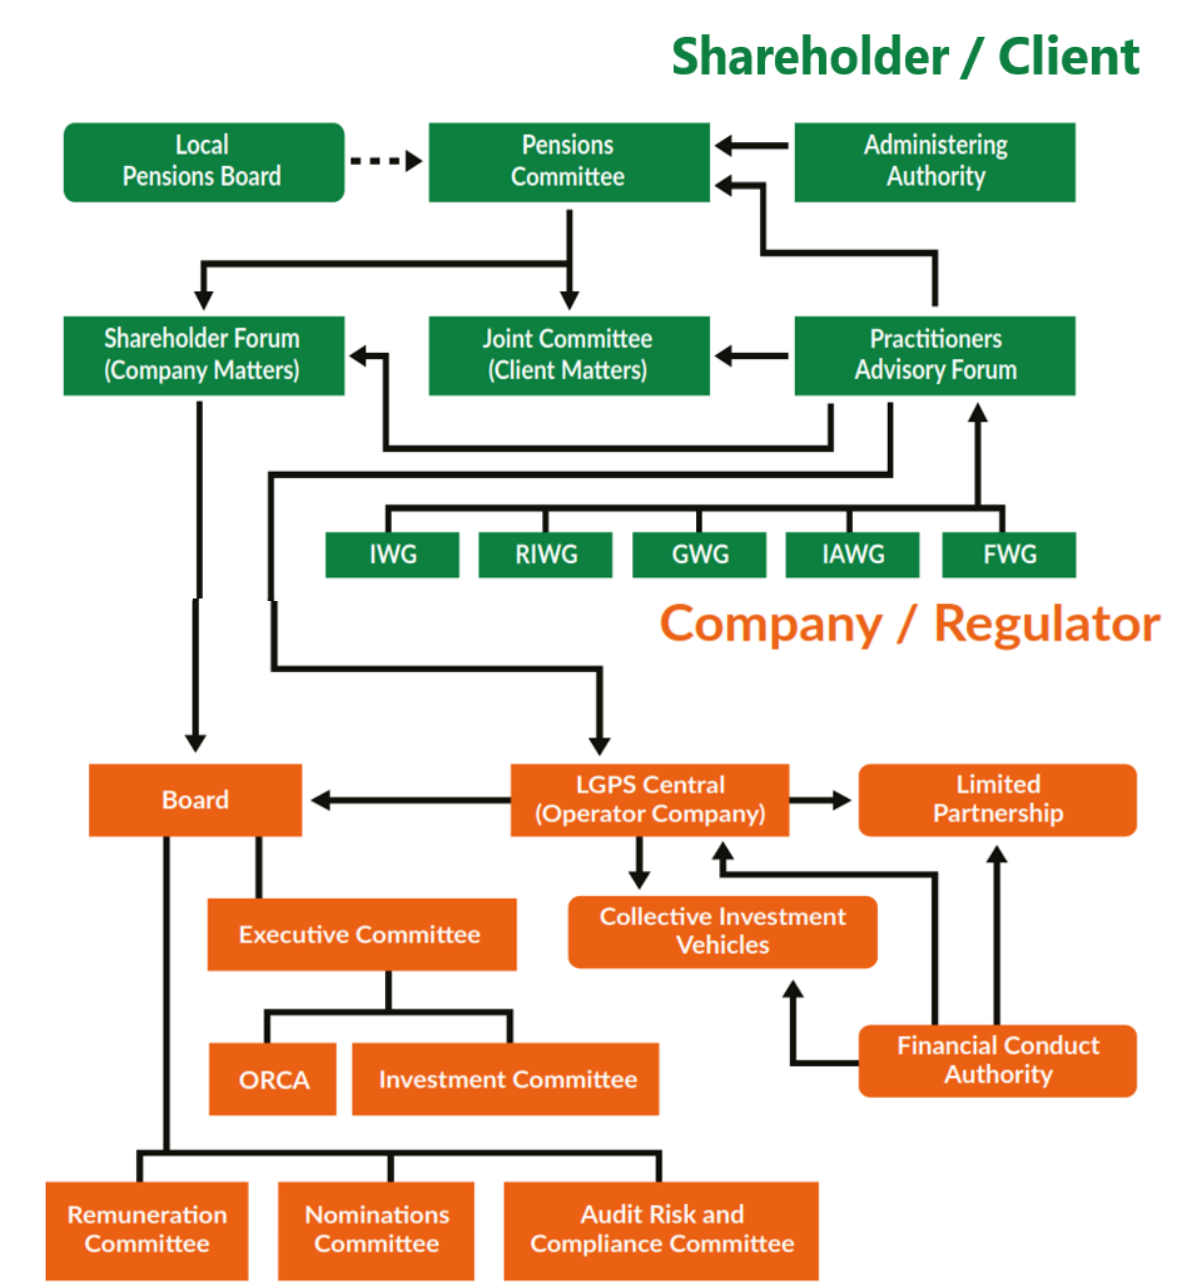 Shareholder / Client
Local
Pensions Board
Pensions
Committee
Administering
Authority
Shareholder Forum
(Company Matters)
Joint Committee
(Client Matters)
Practitioners
Advisory Forum
IWG
RIWG
GWG
IAWG
FWG
Company / Regulator
Board
LGPS Central
(Operator Company)
Limited
Partnership
Executive Committee
Collective Investment
Vehicles
Financial Conduct
Authority
ORCA
Investment Committee
Remuneration
Committee
Nominations
Committee
Audit Risk and
Compliance Committee